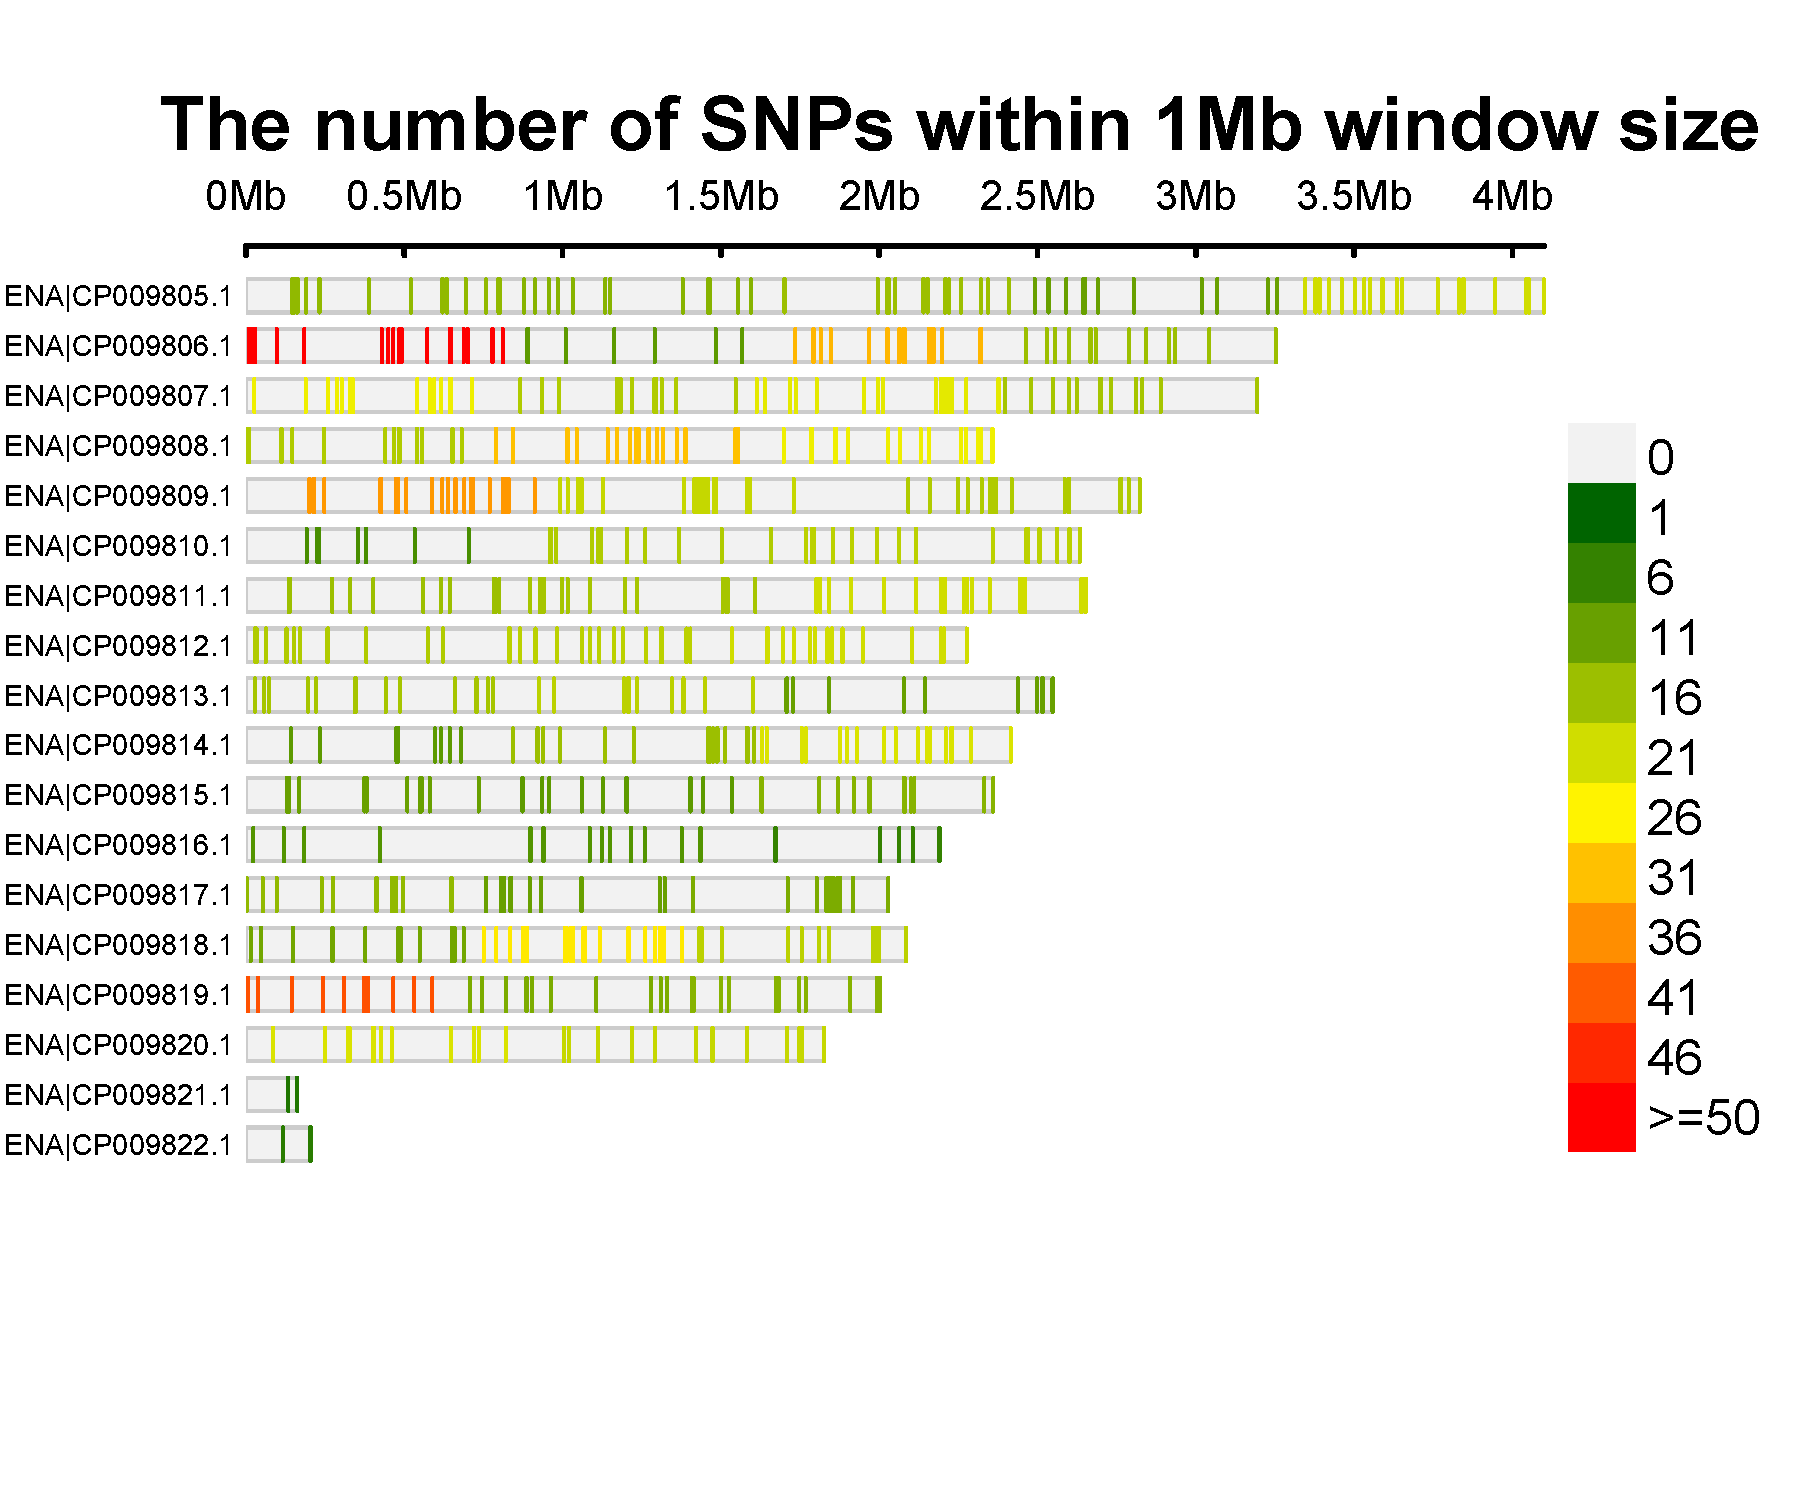 The number of SNPs within 1Mb window size
0Mb 0.5Mb 1Mb 1.5Mb 2Mb 2.5Mb 3Mb 3.5Mb 4Mb
ENA|CP009805.1
ENA|CP009806.1
ENA|CP009807.1
ENA|CP009808.1
ENA|CP009809.1
ENA|CP009810.1
ENA|CP009811.1
ENA|CP009812.1
ENA|CP009813.1
ENA|CP009814.1
ENA|CP009815.1
ENA|CP009816.1
ENA|CP009817.1
ENA|CP009818.1
ENA|CP009819.1
ENA|CP009820.1
ENA|CP009821.1
ENA|CP009822.1
0
1
6
11
16
21
26
31
36
41
46
>=50